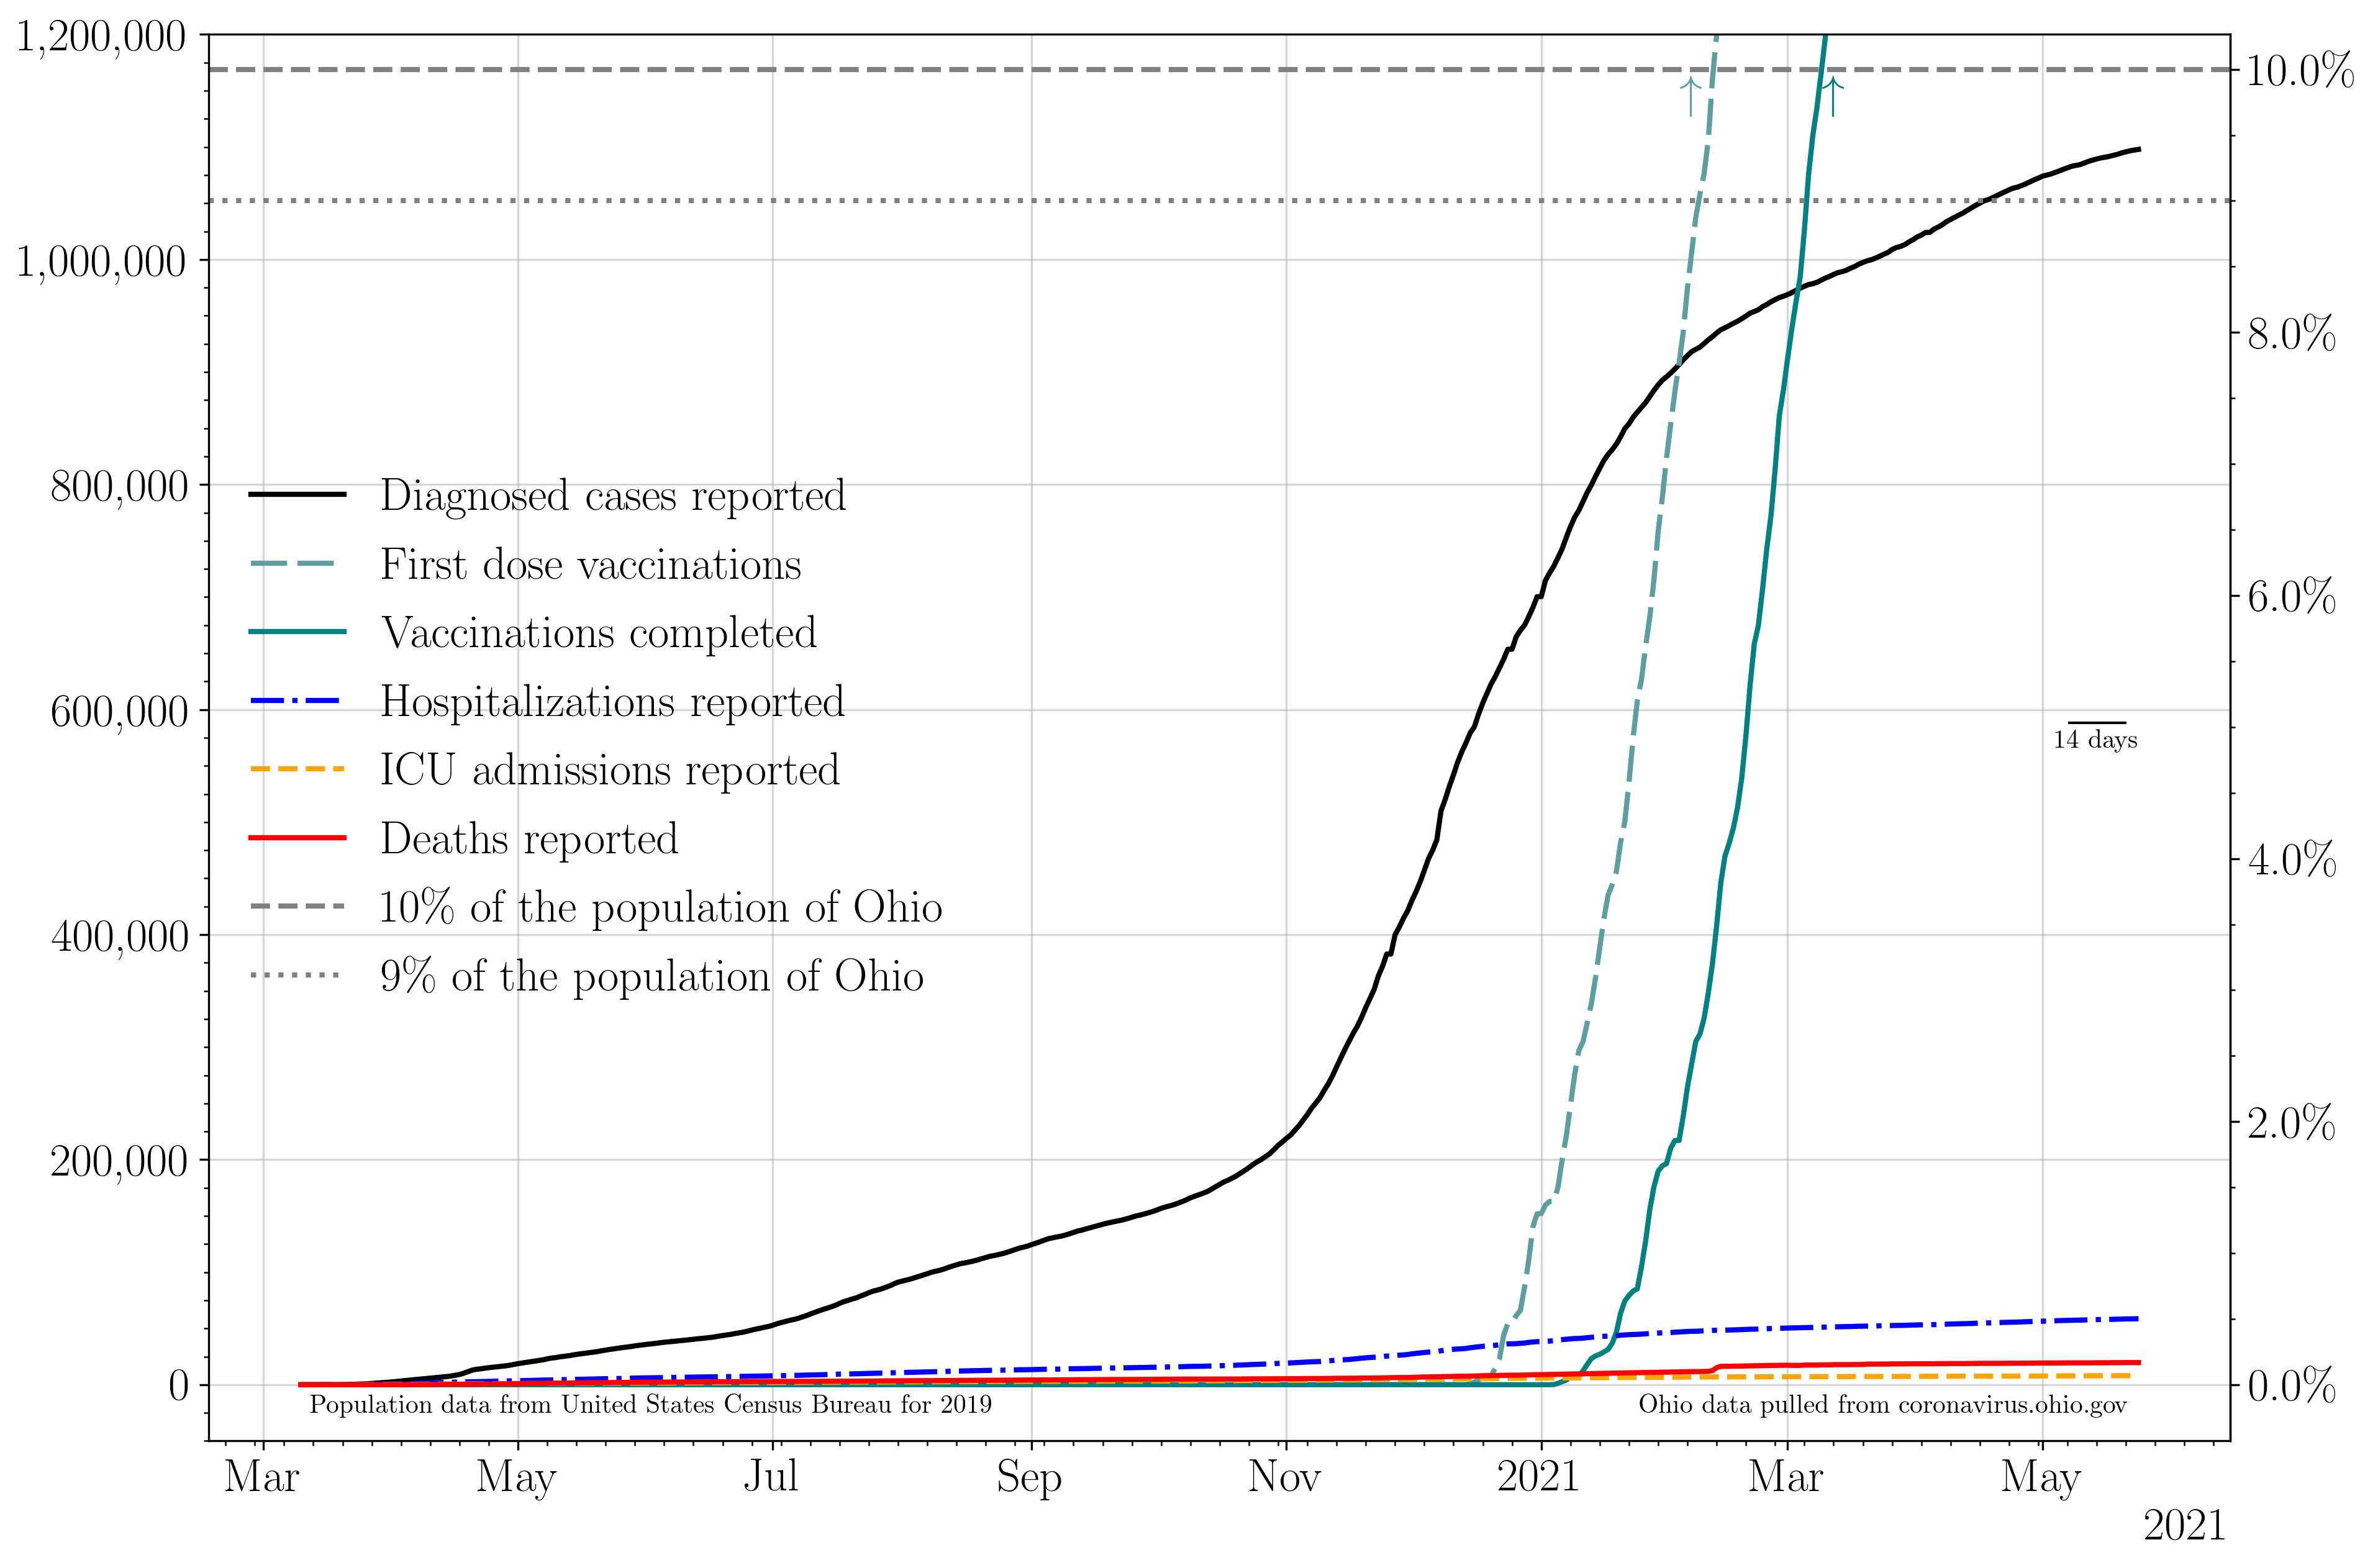 1,200,000
1,000,000
800,000
600,000
400,000
200,000
0
10.0%
8.0%
6.0%
4.0%
2.0%
0.0%
Diagnosed cases reported
First dose vaccinations
Vaccinations completed
Hospitalizations reported
ICU admissions reported
Deaths reported
10% of the population of Ohio
9% of the population of Ohio
14 days
Population data from United States Census Bureau for 2019
Ohio data pulled from coronavirus.ohio.gov
Mar May Jul Sep Nov 2021 Mar May
2021